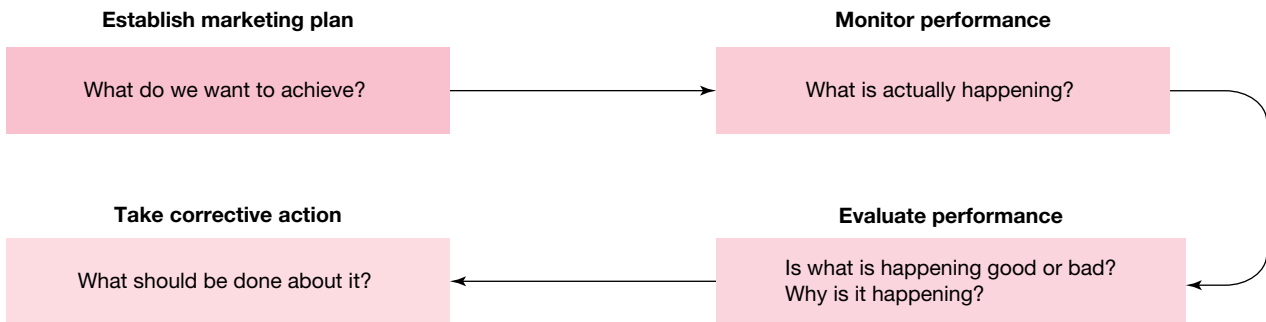 Establish marketing plan
What do we want to achieve?
Monitor performance
What is actually happening?
Evaluate performance
Is what is happening good or bad?
Why is it happening?
Take corrective action
What should be done about it?